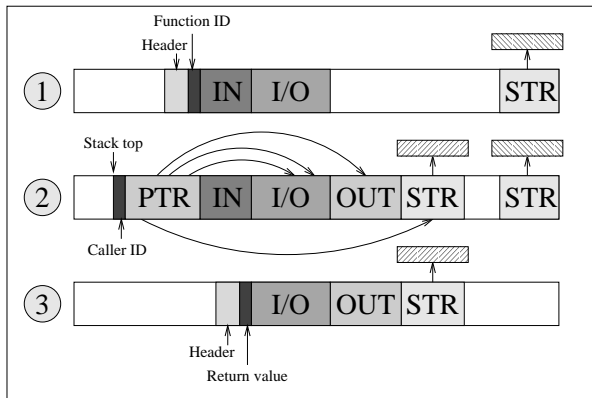 Function ID
Header
1 IN I/O STR
Stack top
2 PTR IN I/O OUT STR STR
Caller ID
3 I/O OUT STR
Header
Return value